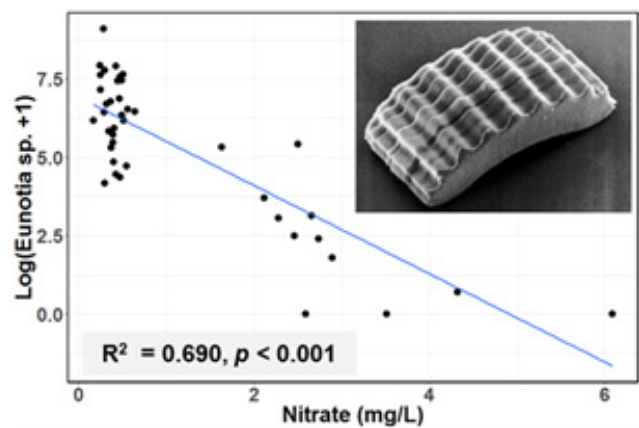 Log(Eunotia sp. +1)
7.5
5.0
2.5
0.0
R² = 0.690, p < 0.001
0
2
4
6
Nitrate (mg/L)